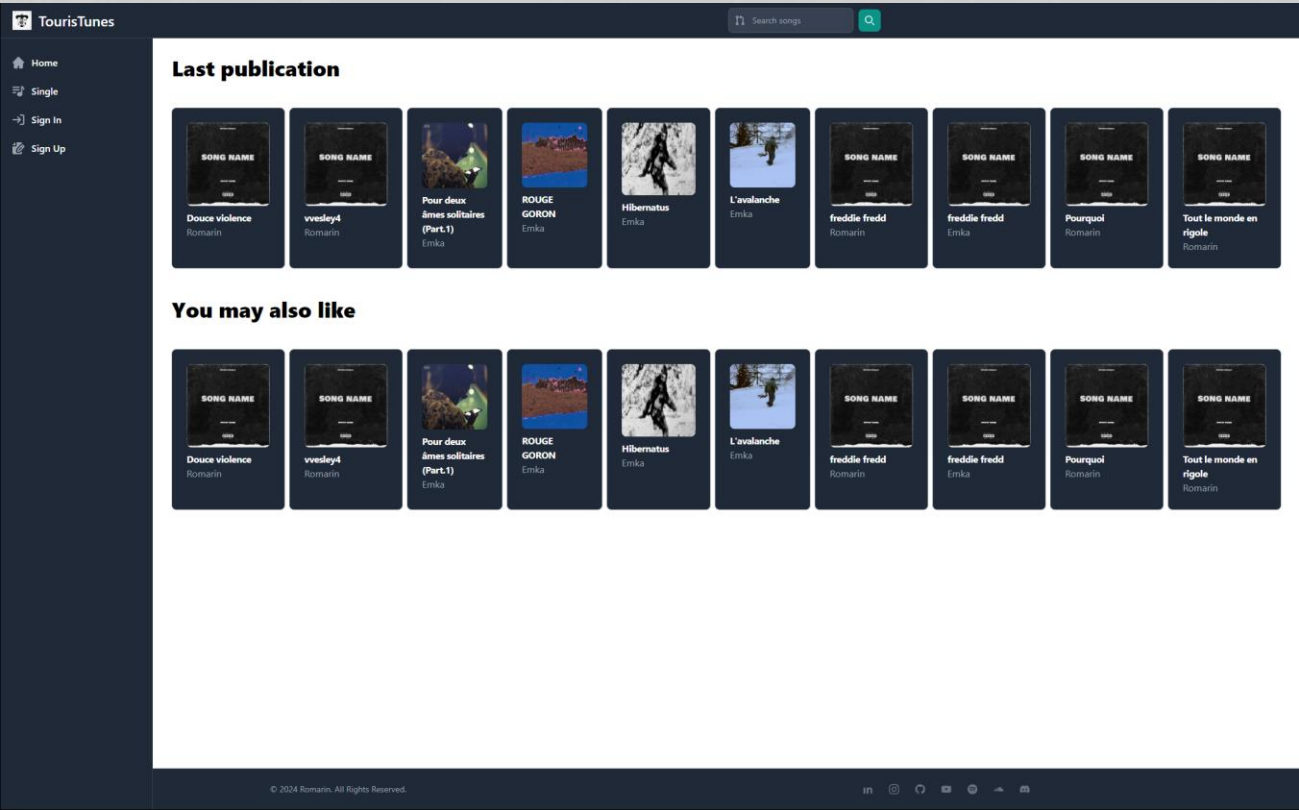 TourisTunes
Search songs
Home
Single
Sign In
Sign Up
Last publication
SONG NAME
Douce violence
Romarin
SONG NAME
vvesley4
Romarin
Pour deux
âmes solitaires
(Part.1)
Emka
ROUGE
GORON
Emka
Hibernatus
Emka
L'avalanche
Emka
SONG NAME
freddie fredd
Romarin
SONG NAME
freddie fredd
Emka
SONG NAME
Pourquoi
Romarin
SONG NAME
Tout le monde en
rigole
Romarin
You may also like
SONG NAME
Douce violence
Romarin
SONG NAME
vvesley4
Romarin
Pour deux
âmes solitaires
(Part.1)
Emka
ROUGE
GORON
Emka
Hibernatus
Emka
L'avalanche
Emka
SONG NAME
freddie fredd
Romarin
SONG NAME
freddie fredd
Emka
SONG NAME
Pourquoi
Romarin
SONG NAME
Tout le monde en
rigole
Romarin
© 2024 Romarin. All Rights Reserved.